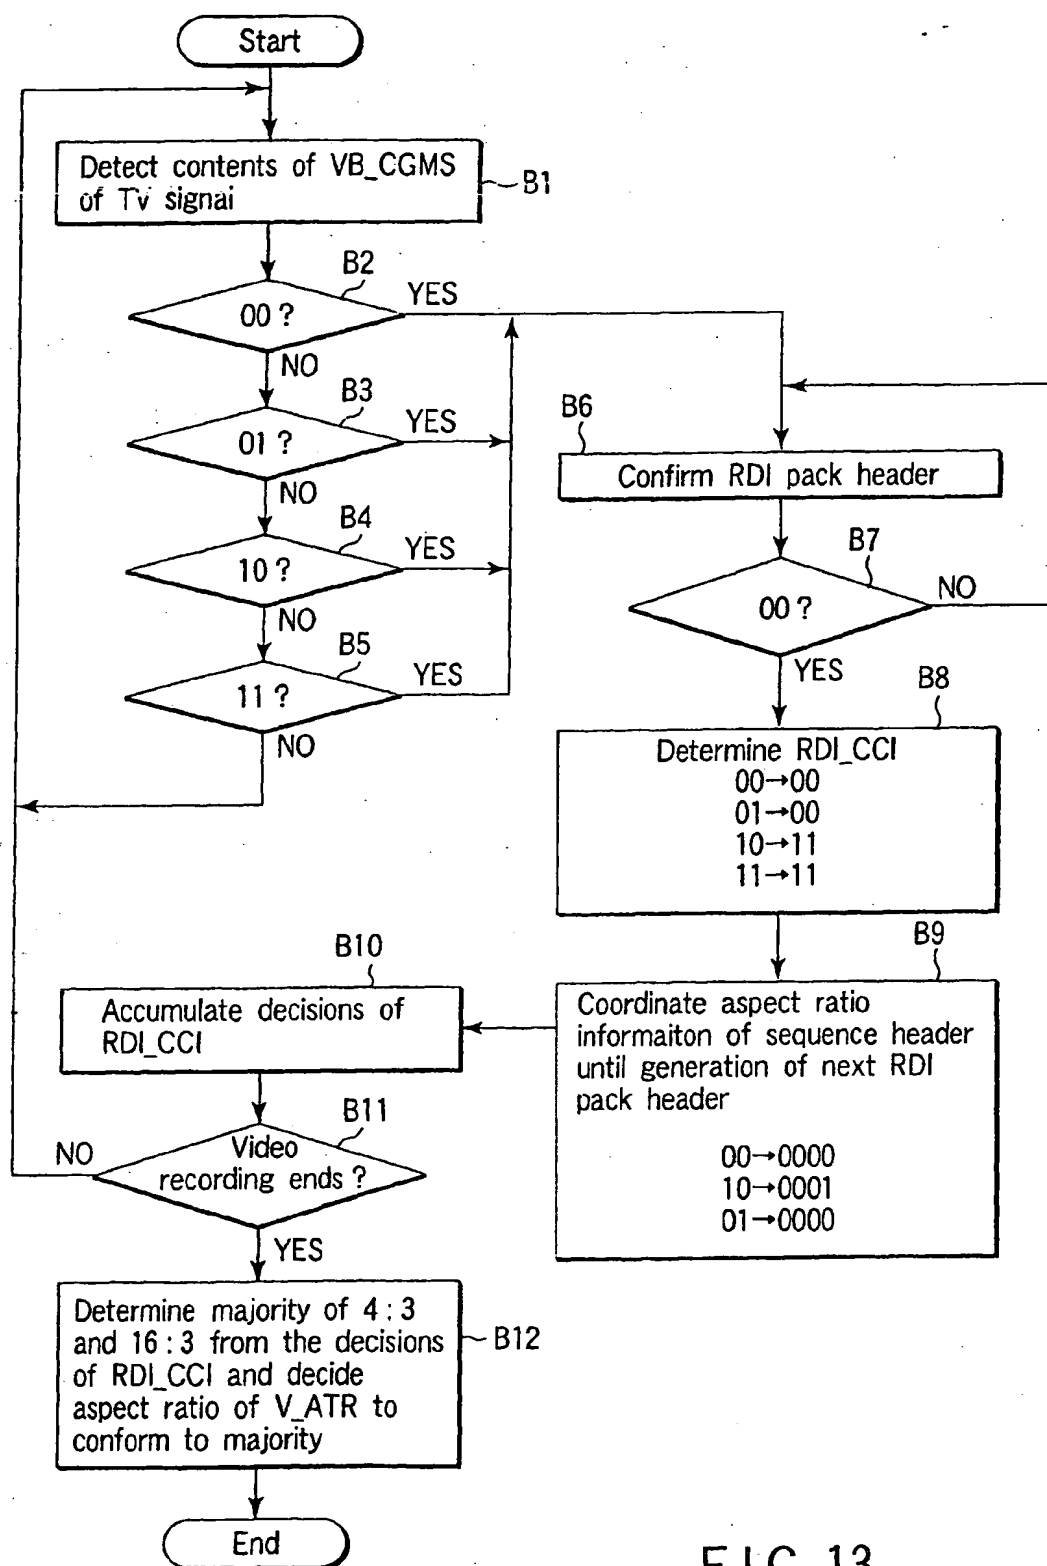 Start
Detect contents of VB_CGMS
of Tv signai
B1
B2
00 ?
YES
NO
B3
01 ?
YES
NO
B4
10 ?
YES
NO
B5
11 ?
YES
NO
B6
Confirm RDI pack header
B7
00 ?
NO
YES
B8
Determine RDI_CCI
00→00
01→00
10→11
11→11
B9
Coordinate aspect ratio
informaiton of sequence header
until generation of next RDI
pack header
00→0000
10→0001
01→0000
B10
Accumulate decisions of
RDI_CCI
B11
Video
recording ends ?
NO
YES
Determine majority of 4 : 3
and 16 : 3 from the decisions
of RDI_CCI and decide
aspect ratio of V_ATR to
conform to majority
B12
End
FIG. 13